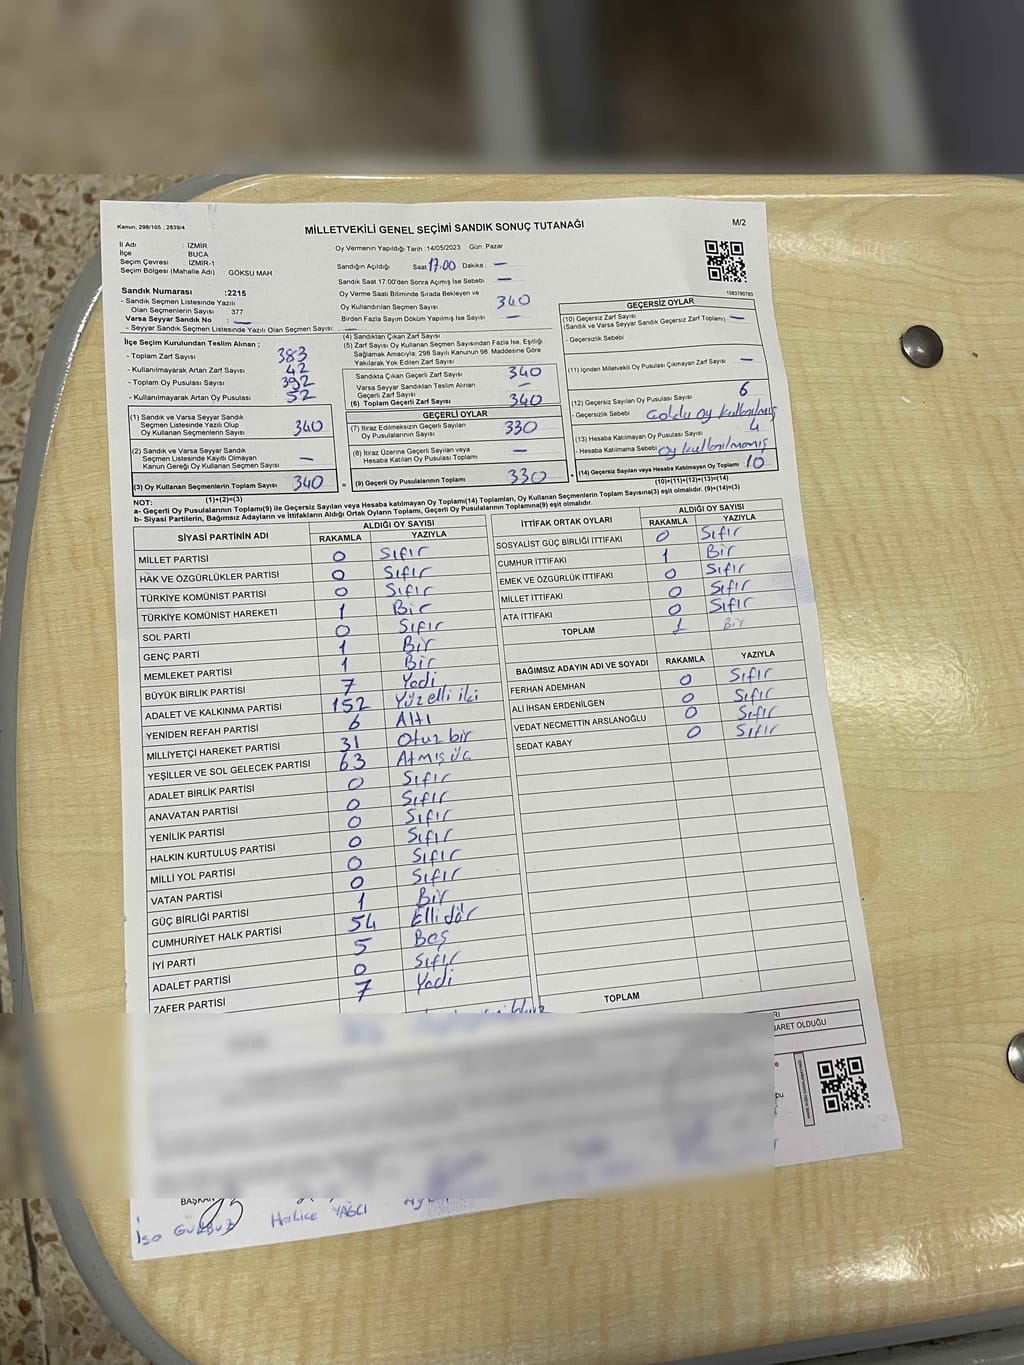 Kanun; 298/105 ; 2839/4
MİLLETVEKİLİ GENEL SEÇİMİ SANDIK SONUÇ TUTANAĞI
M/2
İl Adı : İZMİR
İlçe BUCA
Seçim Çevresi : İZMİR-1
Seçim Bölgesi (Mahalle Adı) : GÖKSU MAH
Sandık Numarası :2215
- Sandık Seçmen Listesinde Yazılı
Olan Seçmenlerin Sayısı : 377
Varsa Seyyar Sandık No : —
- Seyyar Sandık Seçmen Listesinde Yazılı Olan Seçmen Sayısı: —
Oy Vermenin Yapıldığı Tarih :14/05/2023 Gün: Pazar
Sandığın Açıldığı Saat 17:00 Dakika : —
Sandık Saat 17:00'den Sonra Açılmış İse Sebebi : —
Oy Verme Saati Bitiminde Sırada Bekleyen ve
Oy Kullandırılan Seçmen Sayısı : 340
Birden Fazla Sayım Döküm Yapılmış İse Sayısı : —
1083790783
İlçe Seçim Kurulundan Teslim Alınan ;
- Toplam Zarf Sayısı : 383
- Kullanılmayarak Artan Zarf Sayısı : 42
- Toplam Oy Pusulası Sayısı : 392
- Kullanılmayarak Artan Oy Pusulası : 52
(1) Sandık ve Varsa Seyyar Sandık
Seçmen Listesinde Yazılı Olup
Oy Kullanan Seçmenlerin Sayısı 340
(2) Sandık ve Varsa Seyyar Sandık
Seçmen Listesinde Kayıtlı Olmayan
Kanun Gereği Oy Kullanan Seçmen Sayısı —
(3) Oy Kullanan Seçmenlerin Toplam Sayısı 340
(1)+(2)=(3)
(4) Sandıktan Çıkan Zarf Sayısı
(5) Zarf Sayısı Oy Kullanan Seçmen Sayısından Fazla İse, Eşitliği
Sağlamak Amacıyla, 298 Sayılı Kanunun 98. Maddesine Göre
Yakılarak Yok Edilen Zarf Sayısı
Sandıkta Çıkan Geçerli Zarf Sayısı 340
Varsa Seyyar Sandıktan Teslim Alınan
Geçerli Zarf Sayısı —
(6) Toplam Geçerli Zarf Sayısı 340
GEÇERLİ OYLAR
(7) İtiraz Edilmeksizin Geçerli Sayılan
Oy Pusulalarının Sayısı 330
(8) İtiraz Üzerine Geçerli Sayılan veya
Hesaba Katılan Oy Pusulası Toplamı —
= (9) Geçerli Oy Pusulalarının Toplamı 330
GEÇERSİZ OYLAR
(10) Geçersiz Zarf Sayısı —
(Sandık ve Varsa Seyyar Sandık Geçersiz Zarf Toplamı)
- Geçersizlik Sebebi
(11) İçinden Milletvekili Oy Pusulası Çıkmayan Zarf Sayısı —
(12) Geçersiz Sayılan Oy Pusulası Sayısı 6
- Geçersizlik Sebebi
oy kullanılmış
(13) Hesaba Katılmayan Oy Pusulası Sayısı 4
- Hesaba Katılmama Sebebi oy kullanılmamış
+ (14) Geçersiz Sayılan veya Hesaba Katılmayan Oy Toplamı 10
(10)+(11)+(12)+(13)=(14)
NOT:
a- Geçerli Oy Pusulalarının Toplamı(9) ile Geçersiz Sayılan veya Hesaba katılmayan oy Toplamı(14) Toplamları, Oy Kullanan Seçmenlerin Toplam Sayısına(3) eşit olmalıdır. (9)+(14)=(3)
b- Siyasi Partilerin, Bağımsız Adayların ve İttifakların Aldığı Ortak Oyların Toplamı, Geçerli Oy Pusulalarının Toplamına(9) eşit olmalıdır.
SİYASİ PARTİNİN ADI ALDIĞI OY SAYISI
RAKAMLA YAZIYLA
MİLLET PARTİSİ 0 Sıfır
HAK VE ÖZGÜRLÜKLER PARTİSİ 0 Sıfır
TÜRKİYE KOMÜNİST PARTİSİ 0 Sıfır
TÜRKİYE KOMÜNİST HAREKETİ 1 Bir
SOL PARTİ 0 Sıfır
GENÇ PARTİ 1 Bir
MEMLEKET PARTİSİ 1 Bir
BÜYÜK BİRLİK PARTİSİ 7 Yedi
ADALET VE KALKINMA PARTİSİ 152 Yüzelli iki
YENİDEN REFAH PARTİSİ 6 Altı
MİLLİYETÇİ HAREKET PARTİSİ 31 Otuz bir
YEŞİLLER VE SOL GELECEK PARTİSİ 63 Atmış üç
ADALET BİRLİK PARTİSİ 0 Sıfır
ANAVATAN PARTİSİ 0 Sıfır
YENİLİK PARTİSİ 0 Sıfır
HALKIN KURTULUŞ PARTİSİ 0 Sıfır
MİLLİ YOL PARTİSİ 0 Sıfır
VATAN PARTİSİ 0 Sıfır
GÜÇ BİRLİĞİ PARTİSİ 1 Bir
CUMHURİYET HALK PARTİSİ 54 Elli dör
İYİ PARTİ 5 Beş
ADALET PARTİSİ 0 Sıfır
ZAFER PARTİSİ 7 Yedi
İTTİFAK ORTAK OYLARI ALDIĞI OY SAYISI
RAKAMLA YAZIYLA
SOSYALİST GÜÇ BİRLİĞİ İTTİFAKI 0 Sıfır
CUMHUR İTTİFAKI 1 Bir
EMEK VE ÖZGÜRLÜK İTTİFAKI 0 Sıfır
MİLLET İTTİFAKI 0 Sıfır
ATA İTTİFAKI 0 Sıfır
TOPLAM 1 Bir
BAĞIMSIZ ADAYIN ADI VE SOYADI RAKAMLA YAZIYLA
FERHAN ADEMHAN 0 Sıfır
ALİ İHSAN ERDENİLGEN 0 Sıfır
VEDAT NECMETTİN ARSLANOĞLU 0 Sıfır
SEDAT KABAY 0 Sıfır
TOPLAM
RI
İBARET OLDUĞU
BAŞKAN
GÜRBÜZ
Halice YAĞCI